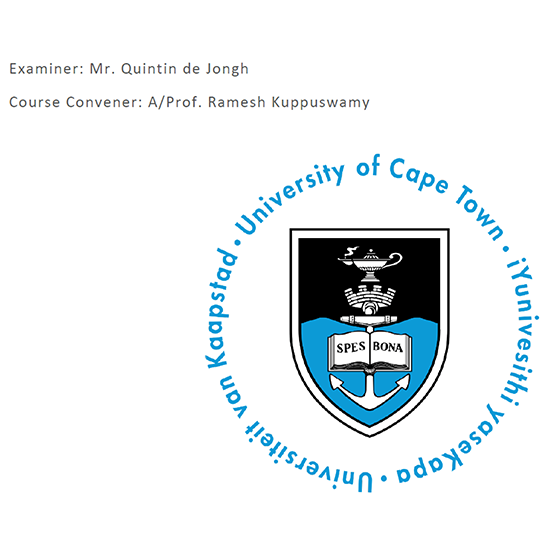 Examiner: Mr. Quintin de Jongh
Course Convener: A/Prof. Ramesh Kuppuswamy
University of Cape Town • iYunivesithi yaseKapa • Universiteit van Kaapstad •
SPES BONA